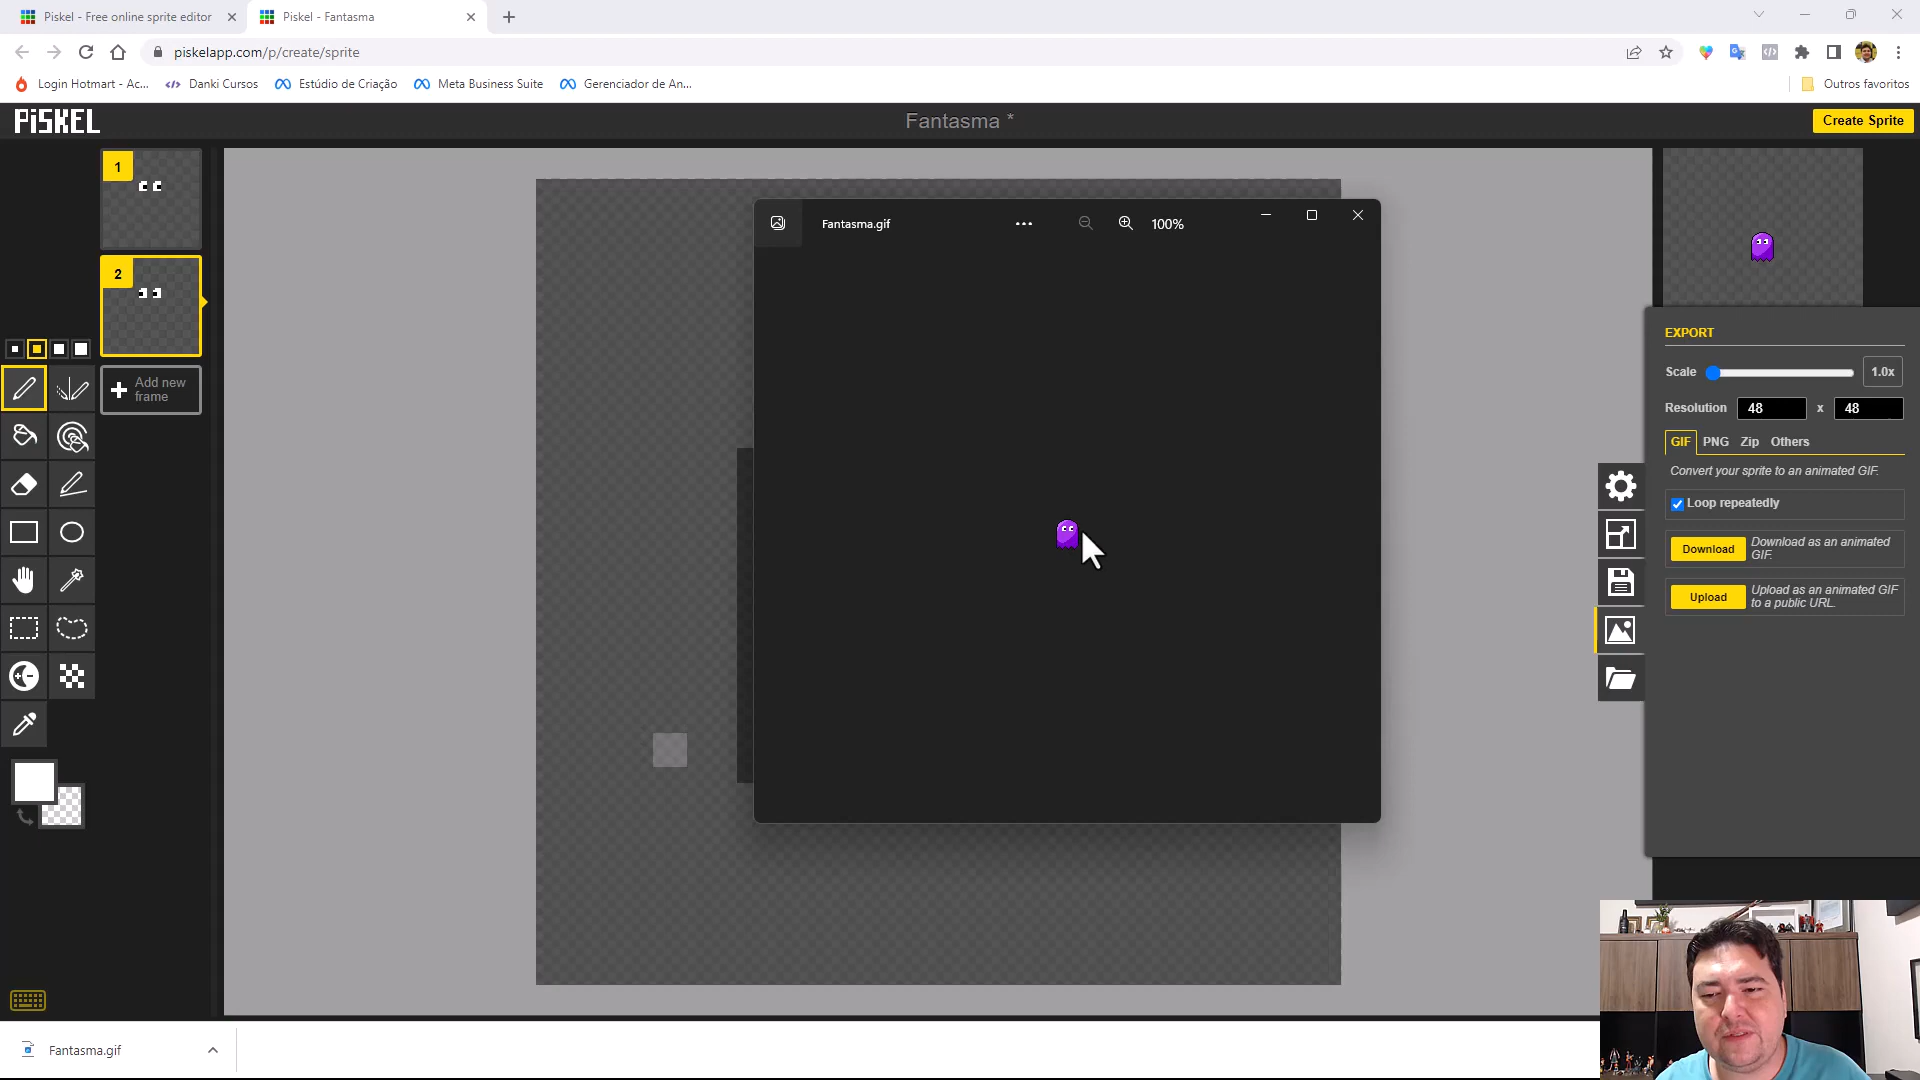 Piskel - Free online sprite editor
Piskel - Fantasma
piskelapp.com/p/create/sprite
Login Hotmart - Ac...
Danki Cursos
Estúdio de Criação
Meta Business Suite
Gerenciador de An...
Outros favoritos
PiSKEL
Fantasma *
Create Sprite
1
2
Add new
frame
Fantasma.gif
100%
EXPORT
Scale
1.0x
Resolution
48
x
48
GIF
PNG
Zip
Others
Convert your sprite to an animated GIF.
Loop repeatedly
Download
Download as an animated
GIF.
Upload
Upload as an animated GIF
to a public URL.
Fantasma.gif